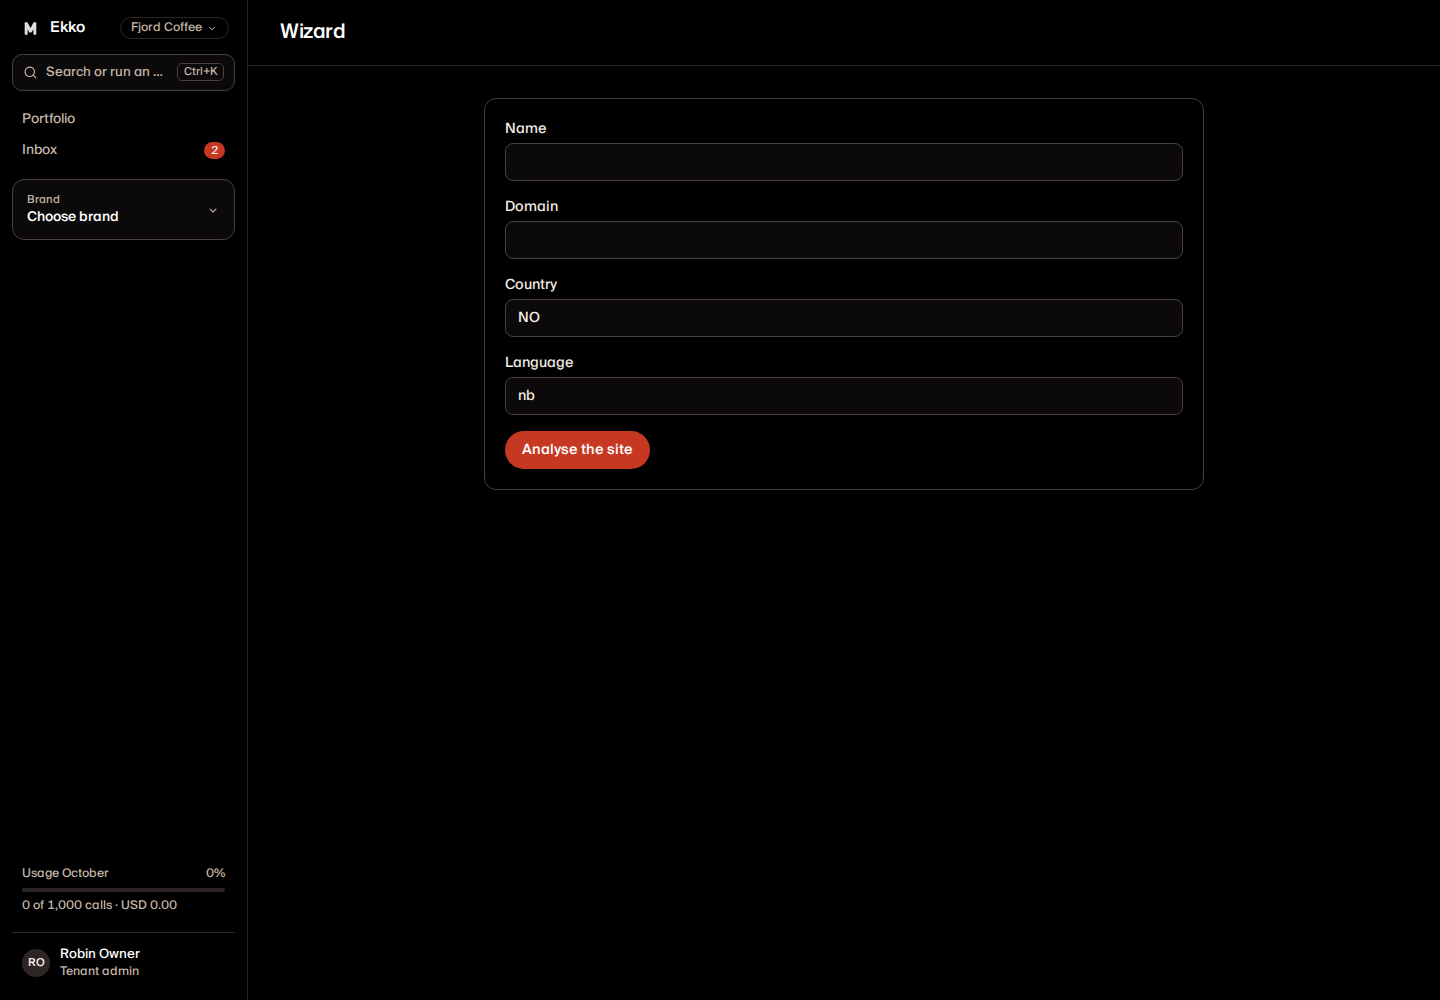 Ekko
Fjord Coffee
Search or run an ...
Ctrl+K
Portfolio
Inbox
2
Brand
Choose brand
Usage October
0%
0 of 1,000 calls · USD 0.00
RO
Robin Owner
Tenant admin
Wizard
Name
Domain
Country
NO
Language
nb
Analyse the site